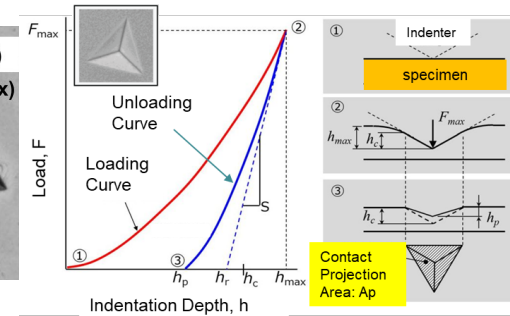 )
x)
F_max
②
Unloading
Curve
Loading
Curve
S
①
③
h_p
h_r
h_c
h_max
Load, F
Indentation Depth, h
①
Indenter
specimen
②
h_max
h_c
F_max
③
h_c
h_p
Contact
Projection
Area: Ap